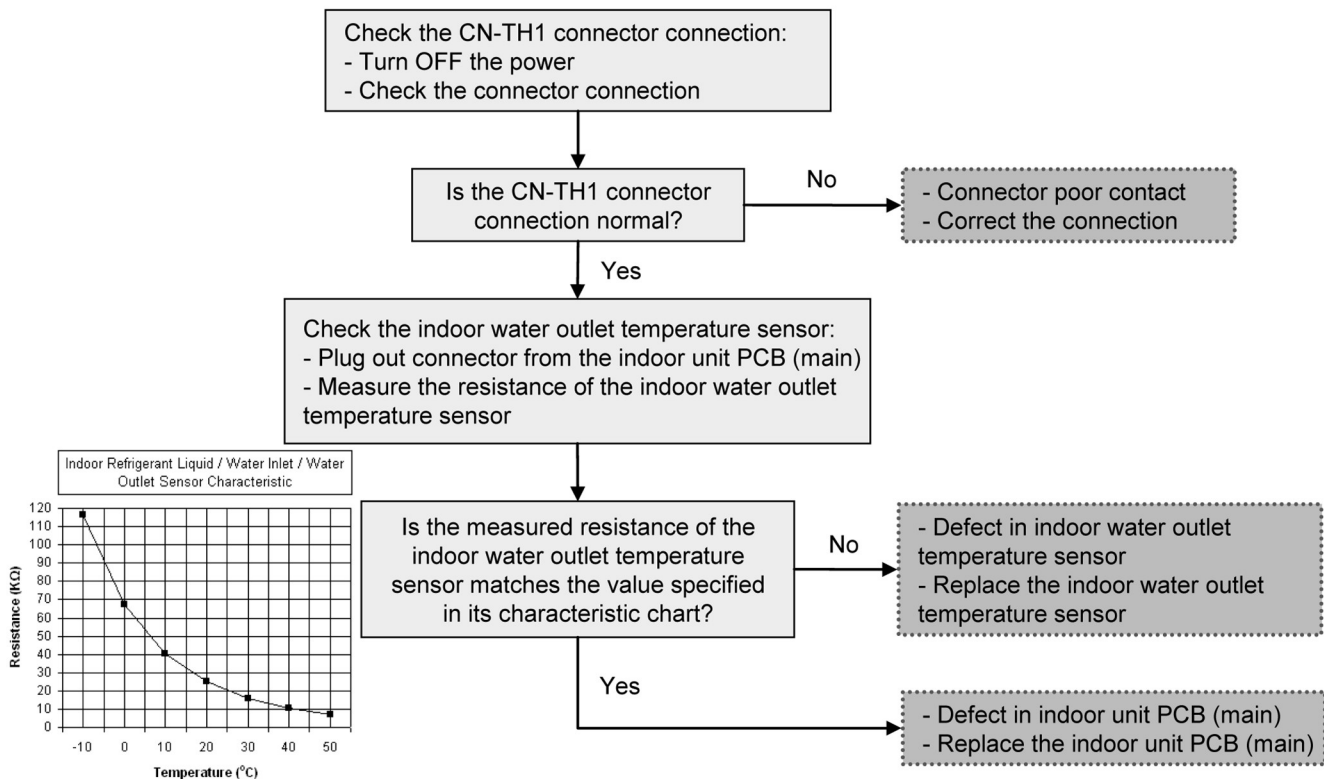 Check the CN-TH1 connector connection:
- Turn OFF the power
- Check the connector connection
Is the CN-TH1 connector
connection normal?
No
- Connector poor contact
- Correct the connection
Yes
Check the indoor water outlet temperature sensor:
- Plug out connector from the indoor unit PCB (main)
- Measure the resistance of the indoor water outlet
temperature sensor
Is the measured resistance of the
indoor water outlet temperature
sensor matches the value specified
in its characteristic chart?
No
- Defect in indoor water outlet
temperature sensor
- Replace the indoor water outlet
temperature sensor
Yes
- Defect in indoor unit PCB (main)
- Replace the indoor unit PCB (main)
Indoor Refrigerant Liquid / Water Inlet / Water
Outlet Sensor Characteristic
Resistance (KΩ)
120
110
100
90
80
70
60
50
40
30
20
10
0
-10 0 10 20 30 40 50
Temperature (°C)